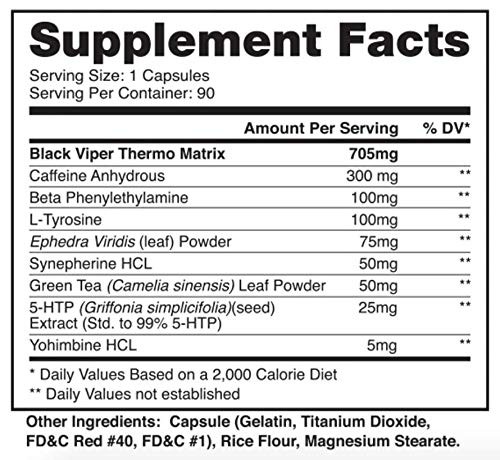 Supplement Facts
Serving Size: 1 Capsules
Serving Per Container: 90
Amount Per Serving % DV*
Black Viper Thermo Matrix 705mg
Caffeine Anhydrous 300 mg **
Beta Phenylethylamine 100mg **
L-Tyrosine 100mg **
Ephedra Viridis (leaf) Powder 75mg **
Synepherine HCL 50mg **
Green Tea (Camelia sinensis) Leaf Powder 50mg **
5-HTP (Griffonia simplicifolia)(seed) 25mg **
Extract (Std. to 99% 5-HTP)
Yohimbine HCL 5mg **
* Daily Values Based on a 2,000 Calorie Diet
** Daily Values not established
Other Ingredients: Capsule (Gelatin, Titanium Dioxide,
FD&C Red #40, FD&C #1), Rice Flour, Magnesium Stearate.